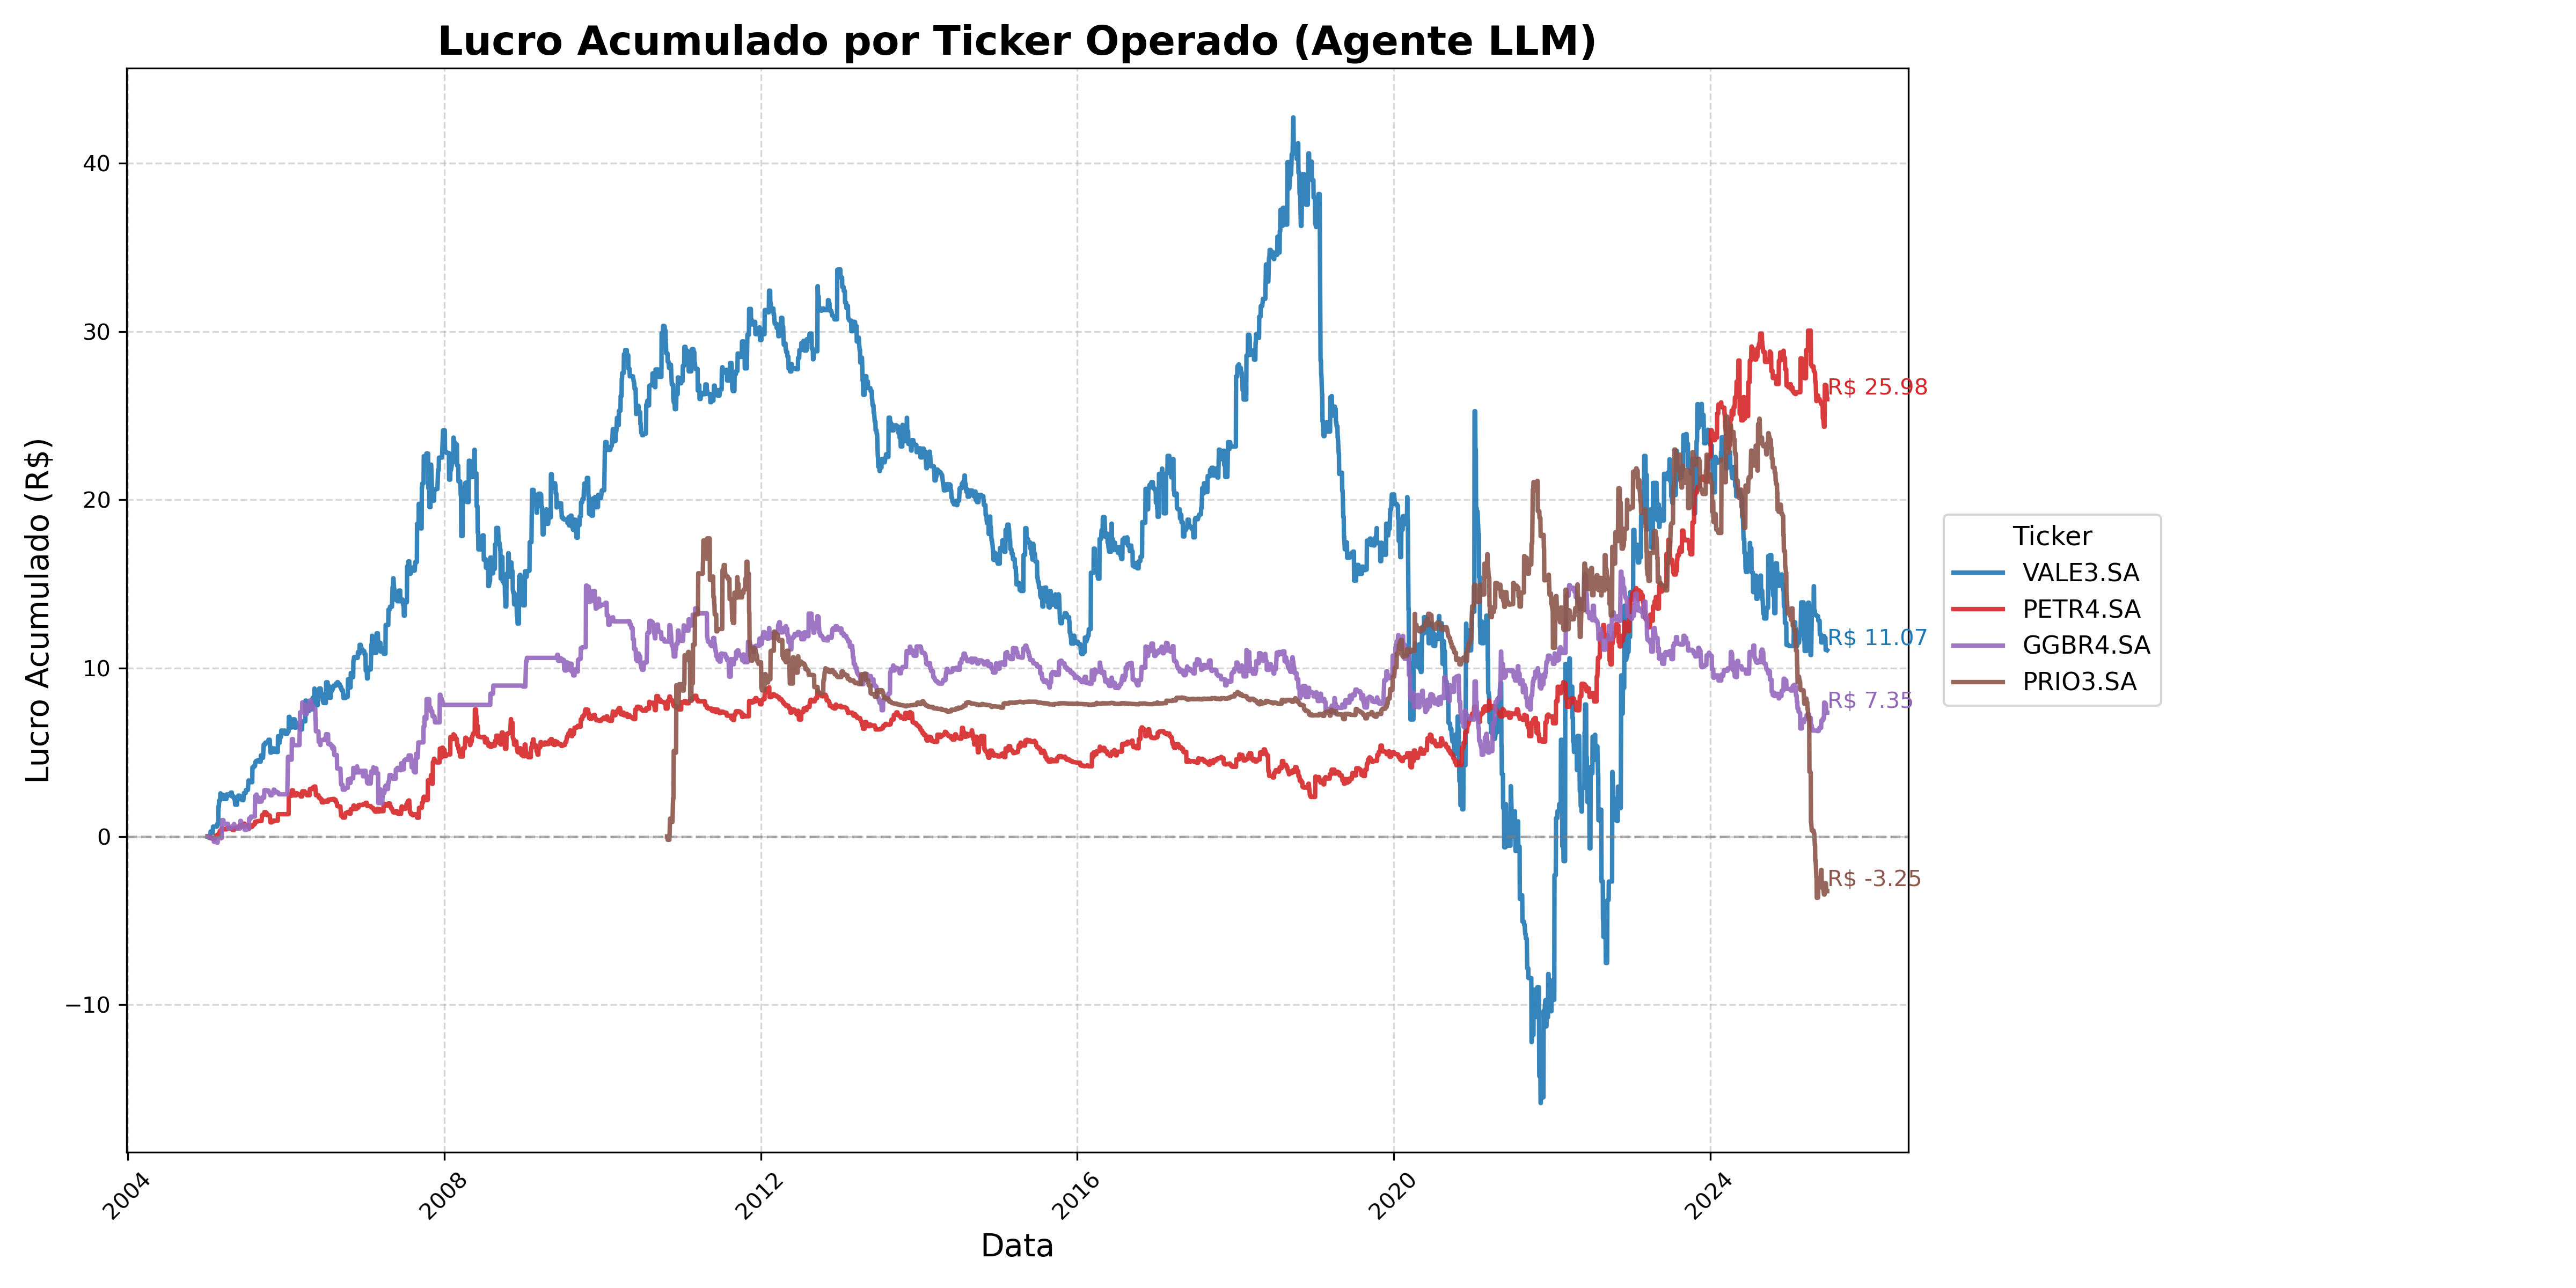 Lucro Acumulado por Ticker Operado (Agente LLM)
Lucro Acumulado (R$)
40
30
20
10
0
−10
R$ 25.98
R$ 11.07
R$ 7.35
R$ -3.25
Ticker
VALE3.SA
PETR4.SA
GGBR4.SA
PRIO3.SA
2004
2008
2012
2016
2020
2024
Data